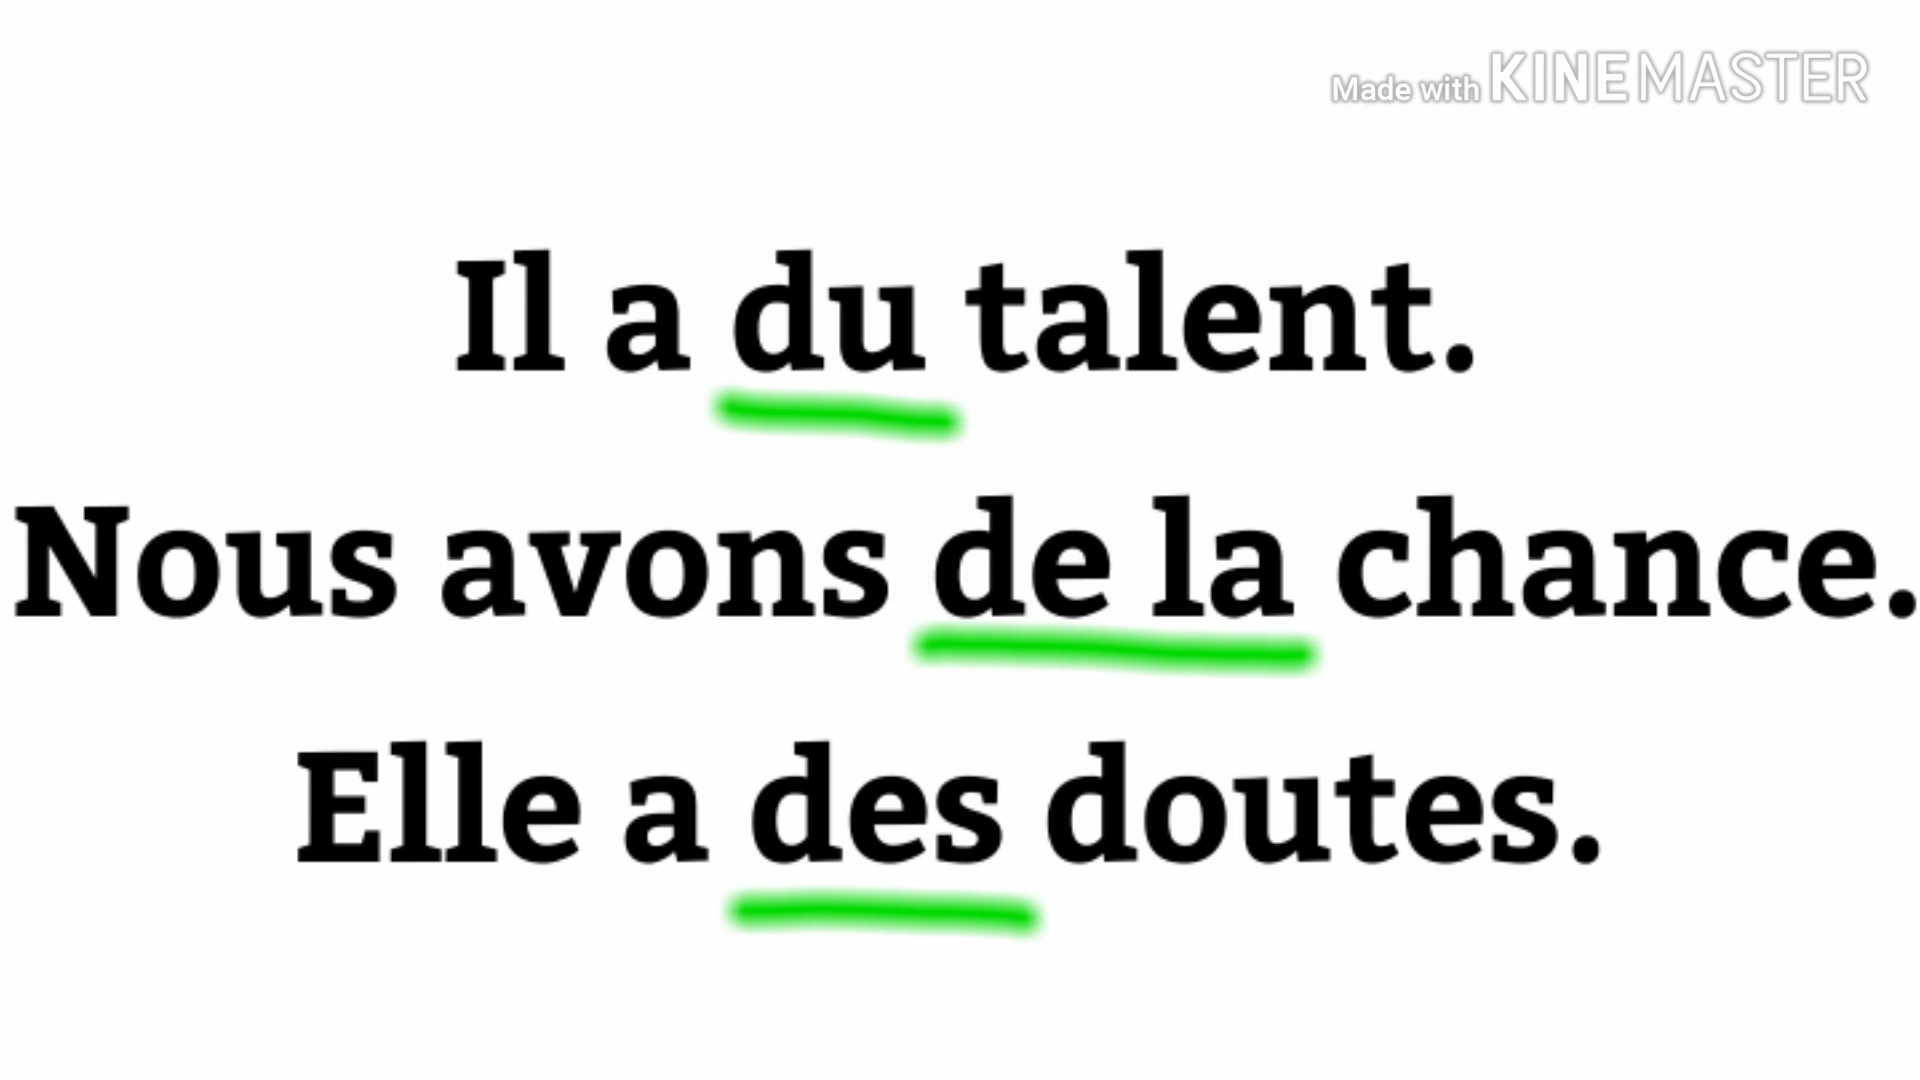 Made with KINEMASTER
Il a du talent.
Nous avons de la chance.
Elle a des doutes.